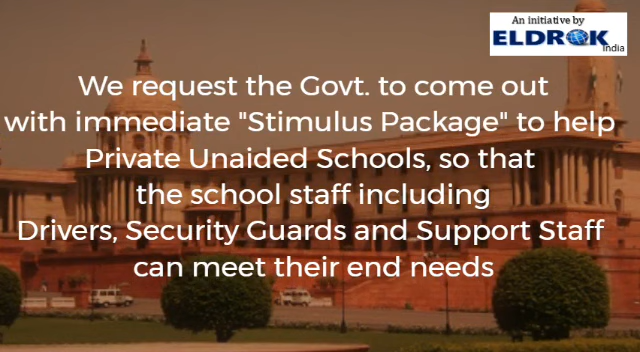 An initiative by
ELDROK
India
We request the Govt. to come out
with immediate "Stimulus Package" to help
Private Unaided Schools, so that
the school staff including
Drivers, Security Guards and Support Staff
can meet their end needs